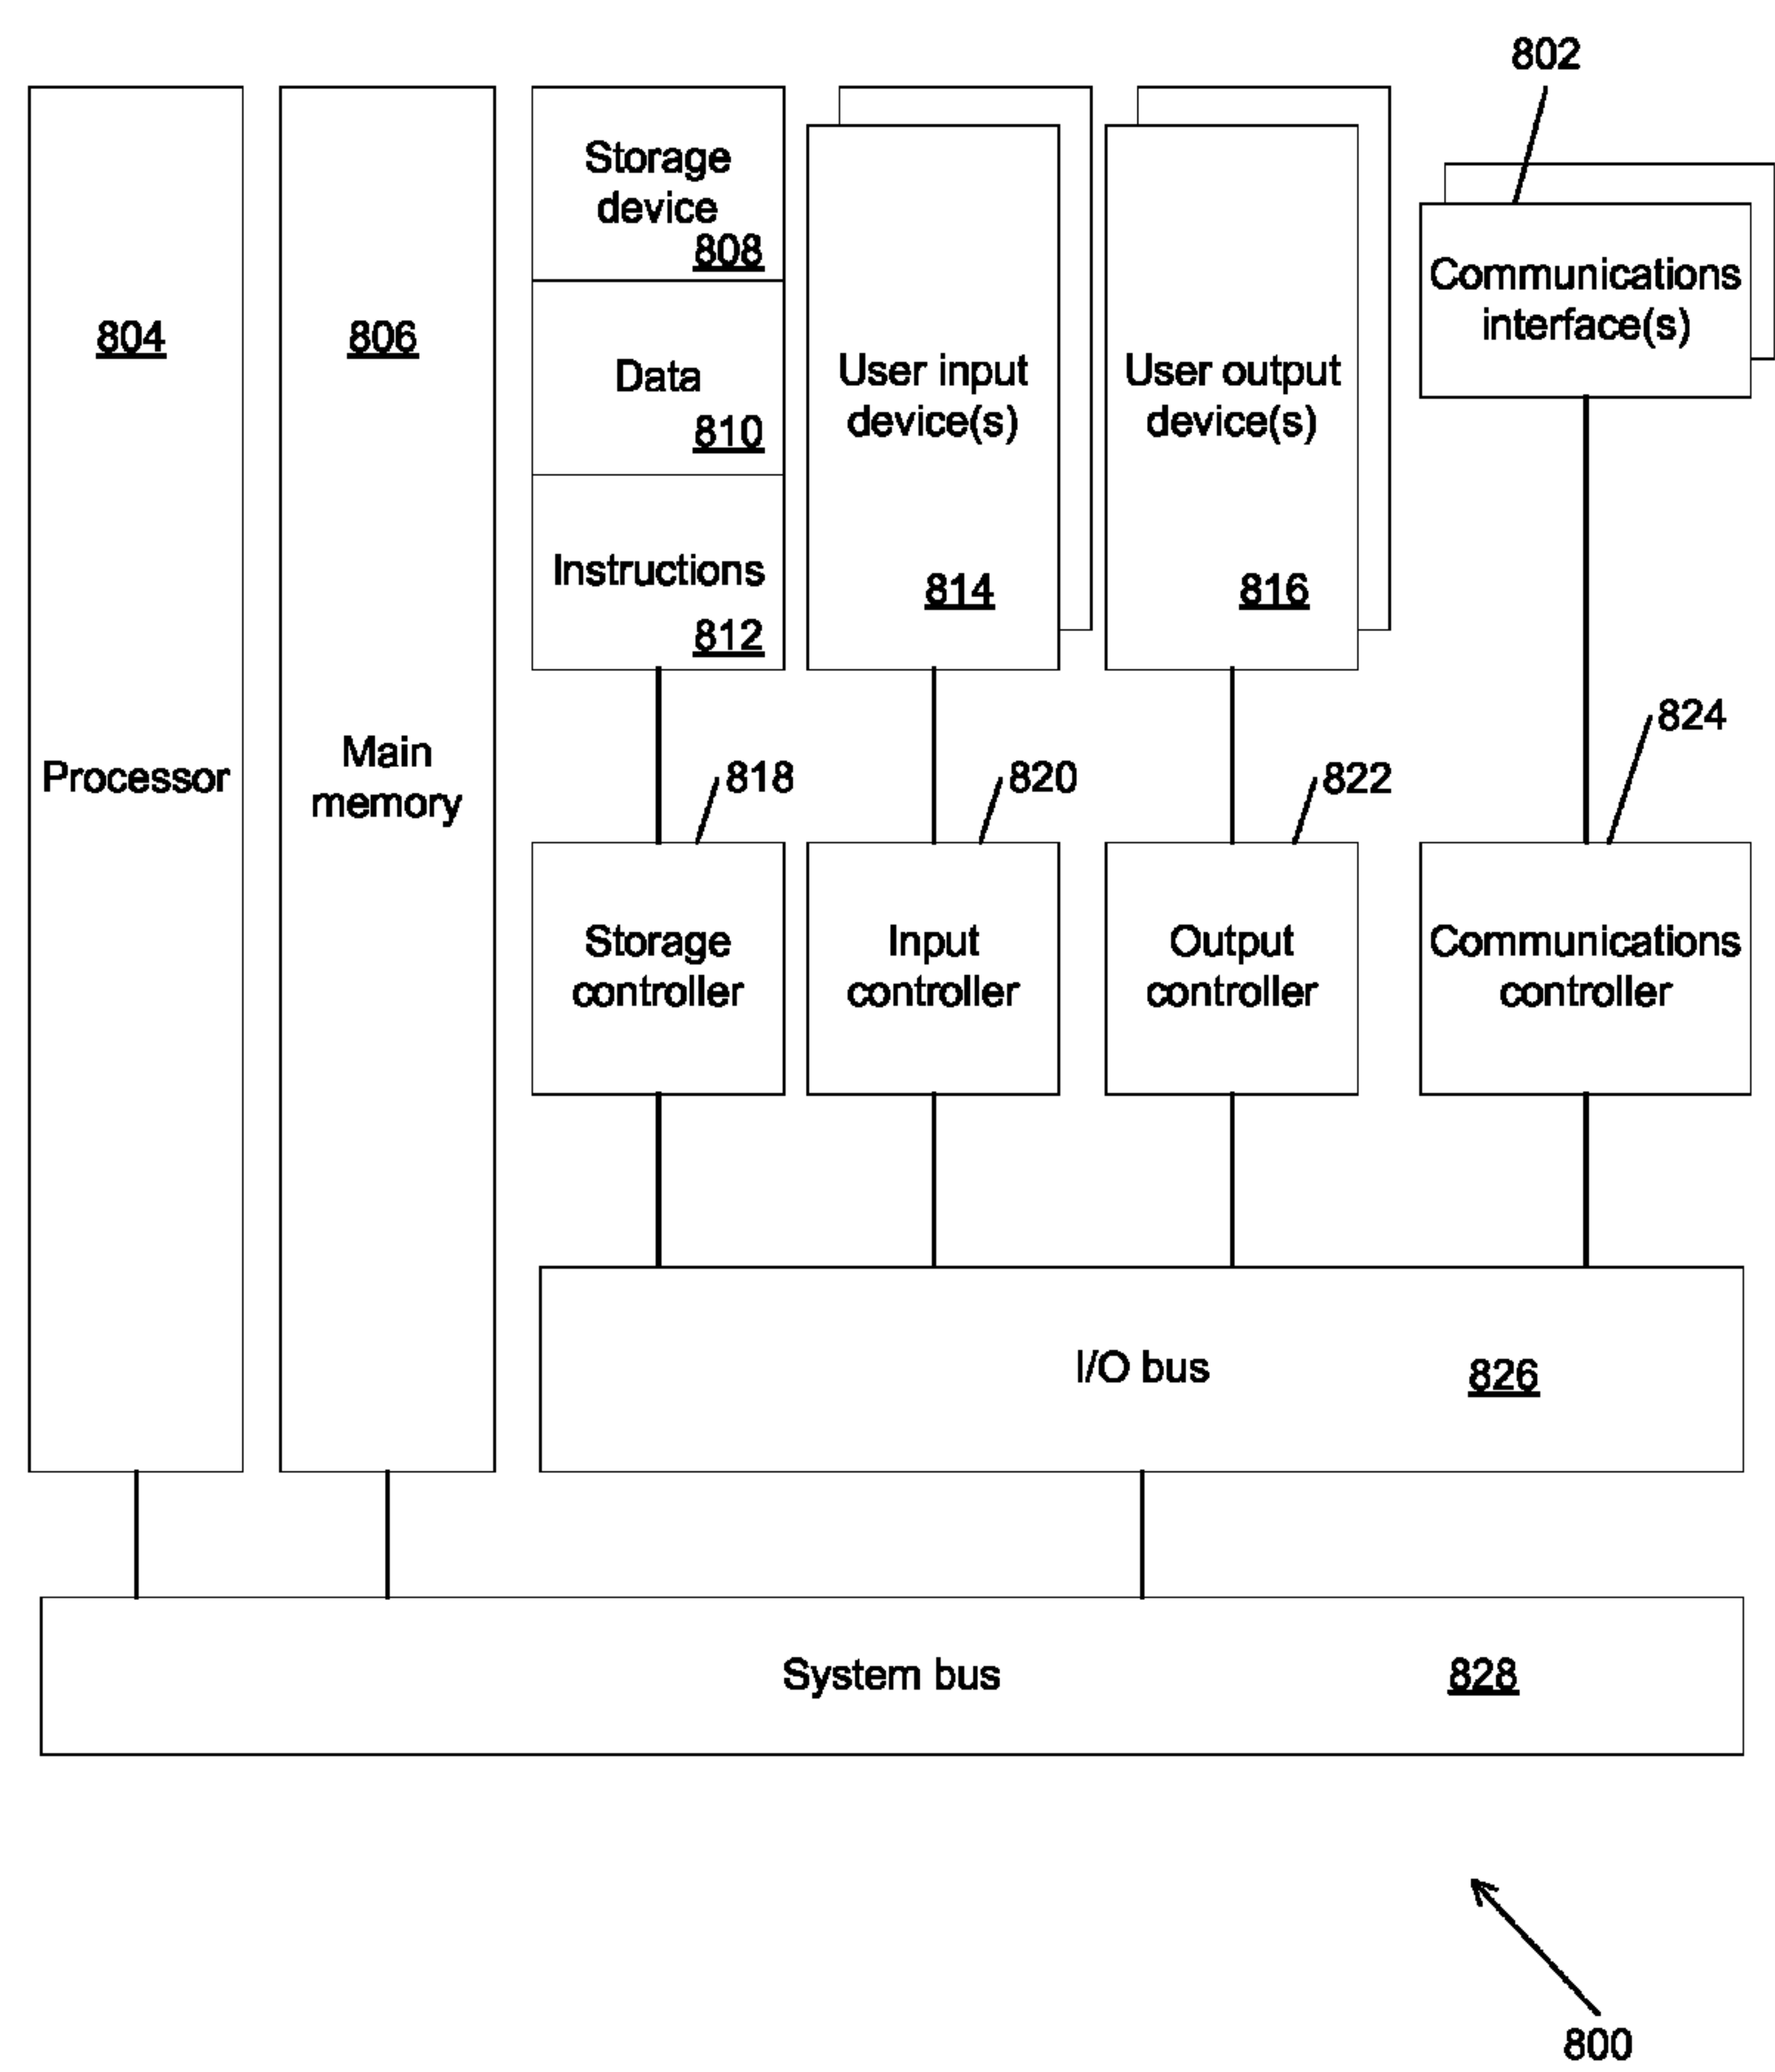 802
Storage
device
808
Communications
interface(s)
804
806
Data
810
User input
device(s)
User output
device(s)
Instructions
812
814
816
824
Processor
Main
memory
818
820
822
Storage
controller
Input
controller
Output
controller
Communications
controller
I/O bus
826
System bus
828
800